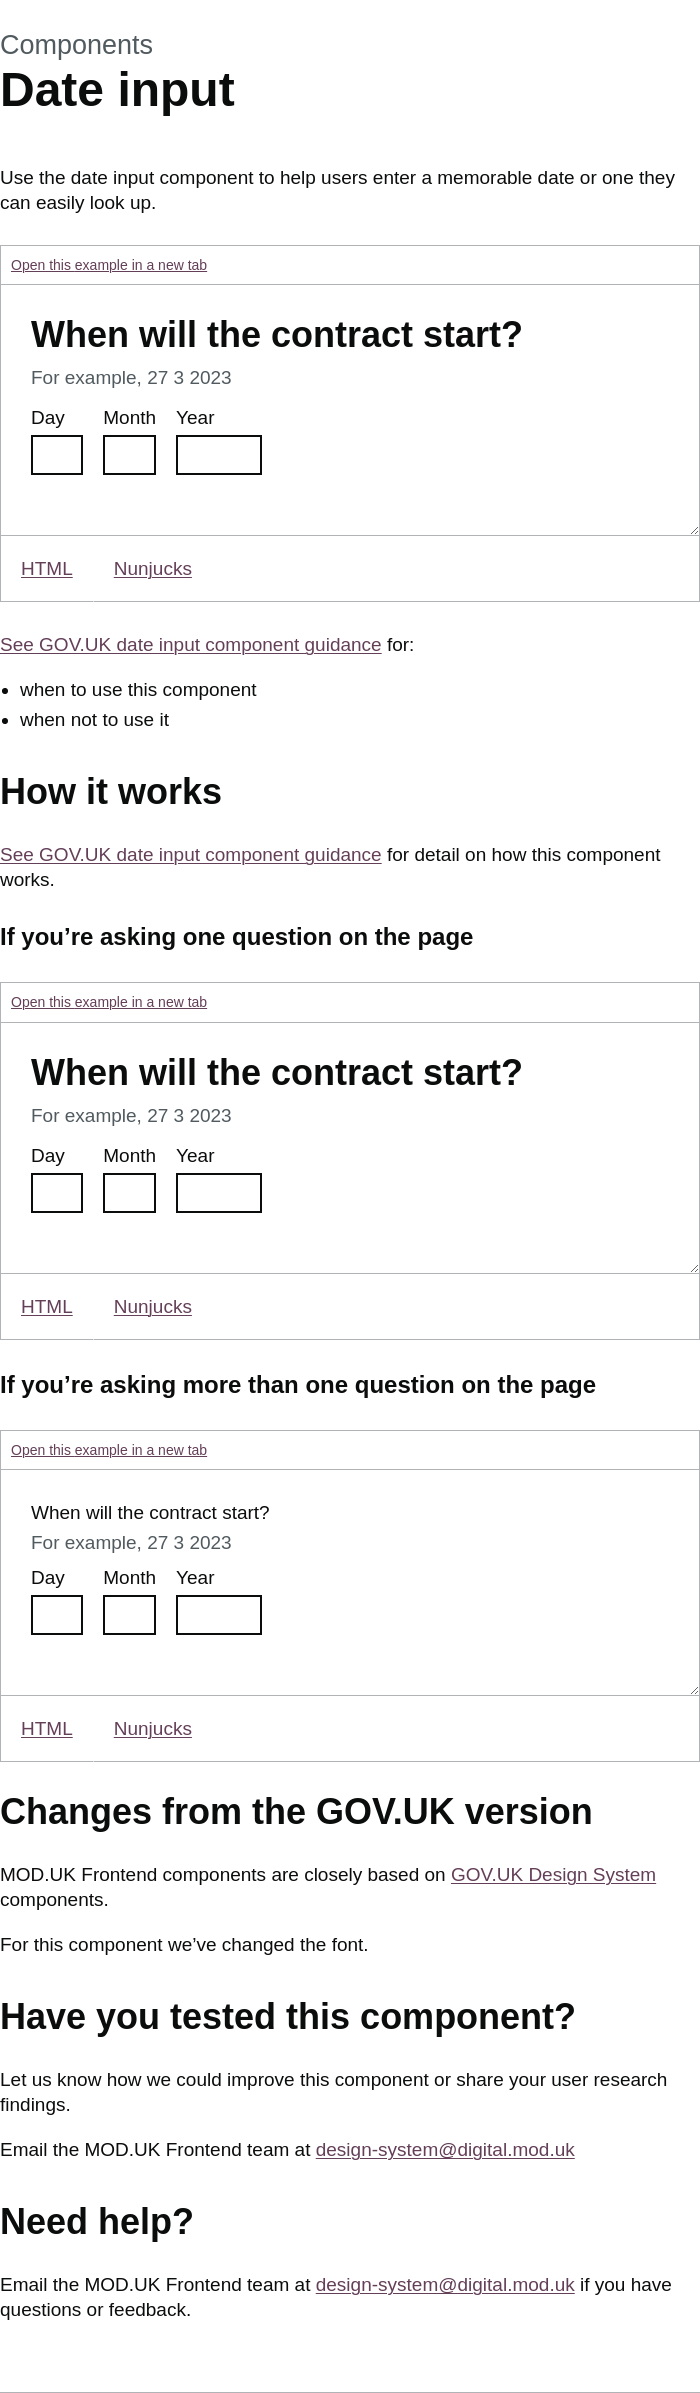 Components
Date input
Use the date input component to help users enter a memorable date or one they
can easily look up.
Open this example in a new tab
When will the contract start?
For example, 27 3 2023
Day Month Year
HTML Nunjucks
See GOV.UK date input component guidance for:
• when to use this component
• when not to use it
How it works
See GOV.UK date input component guidance for detail on how this component
works.
If you’re asking one question on the page
Open this example in a new tab
When will the contract start?
For example, 27 3 2023
Day Month Year
HTML Nunjucks
If you’re asking more than one question on the page
Open this example in a new tab
When will the contract start?
For example, 27 3 2023
Day Month Year
HTML Nunjucks
Changes from the GOV.UK version
MOD.UK Frontend components are closely based on GOV.UK Design System
components.
For this component we’ve changed the font.
Have you tested this component?
Let us know how we could improve this component or share your user research
findings.
Email the MOD.UK Frontend team at design-system@digital.mod.uk
Need help?
Email the MOD.UK Frontend team at design-system@digital.mod.uk if you have
questions or feedback.